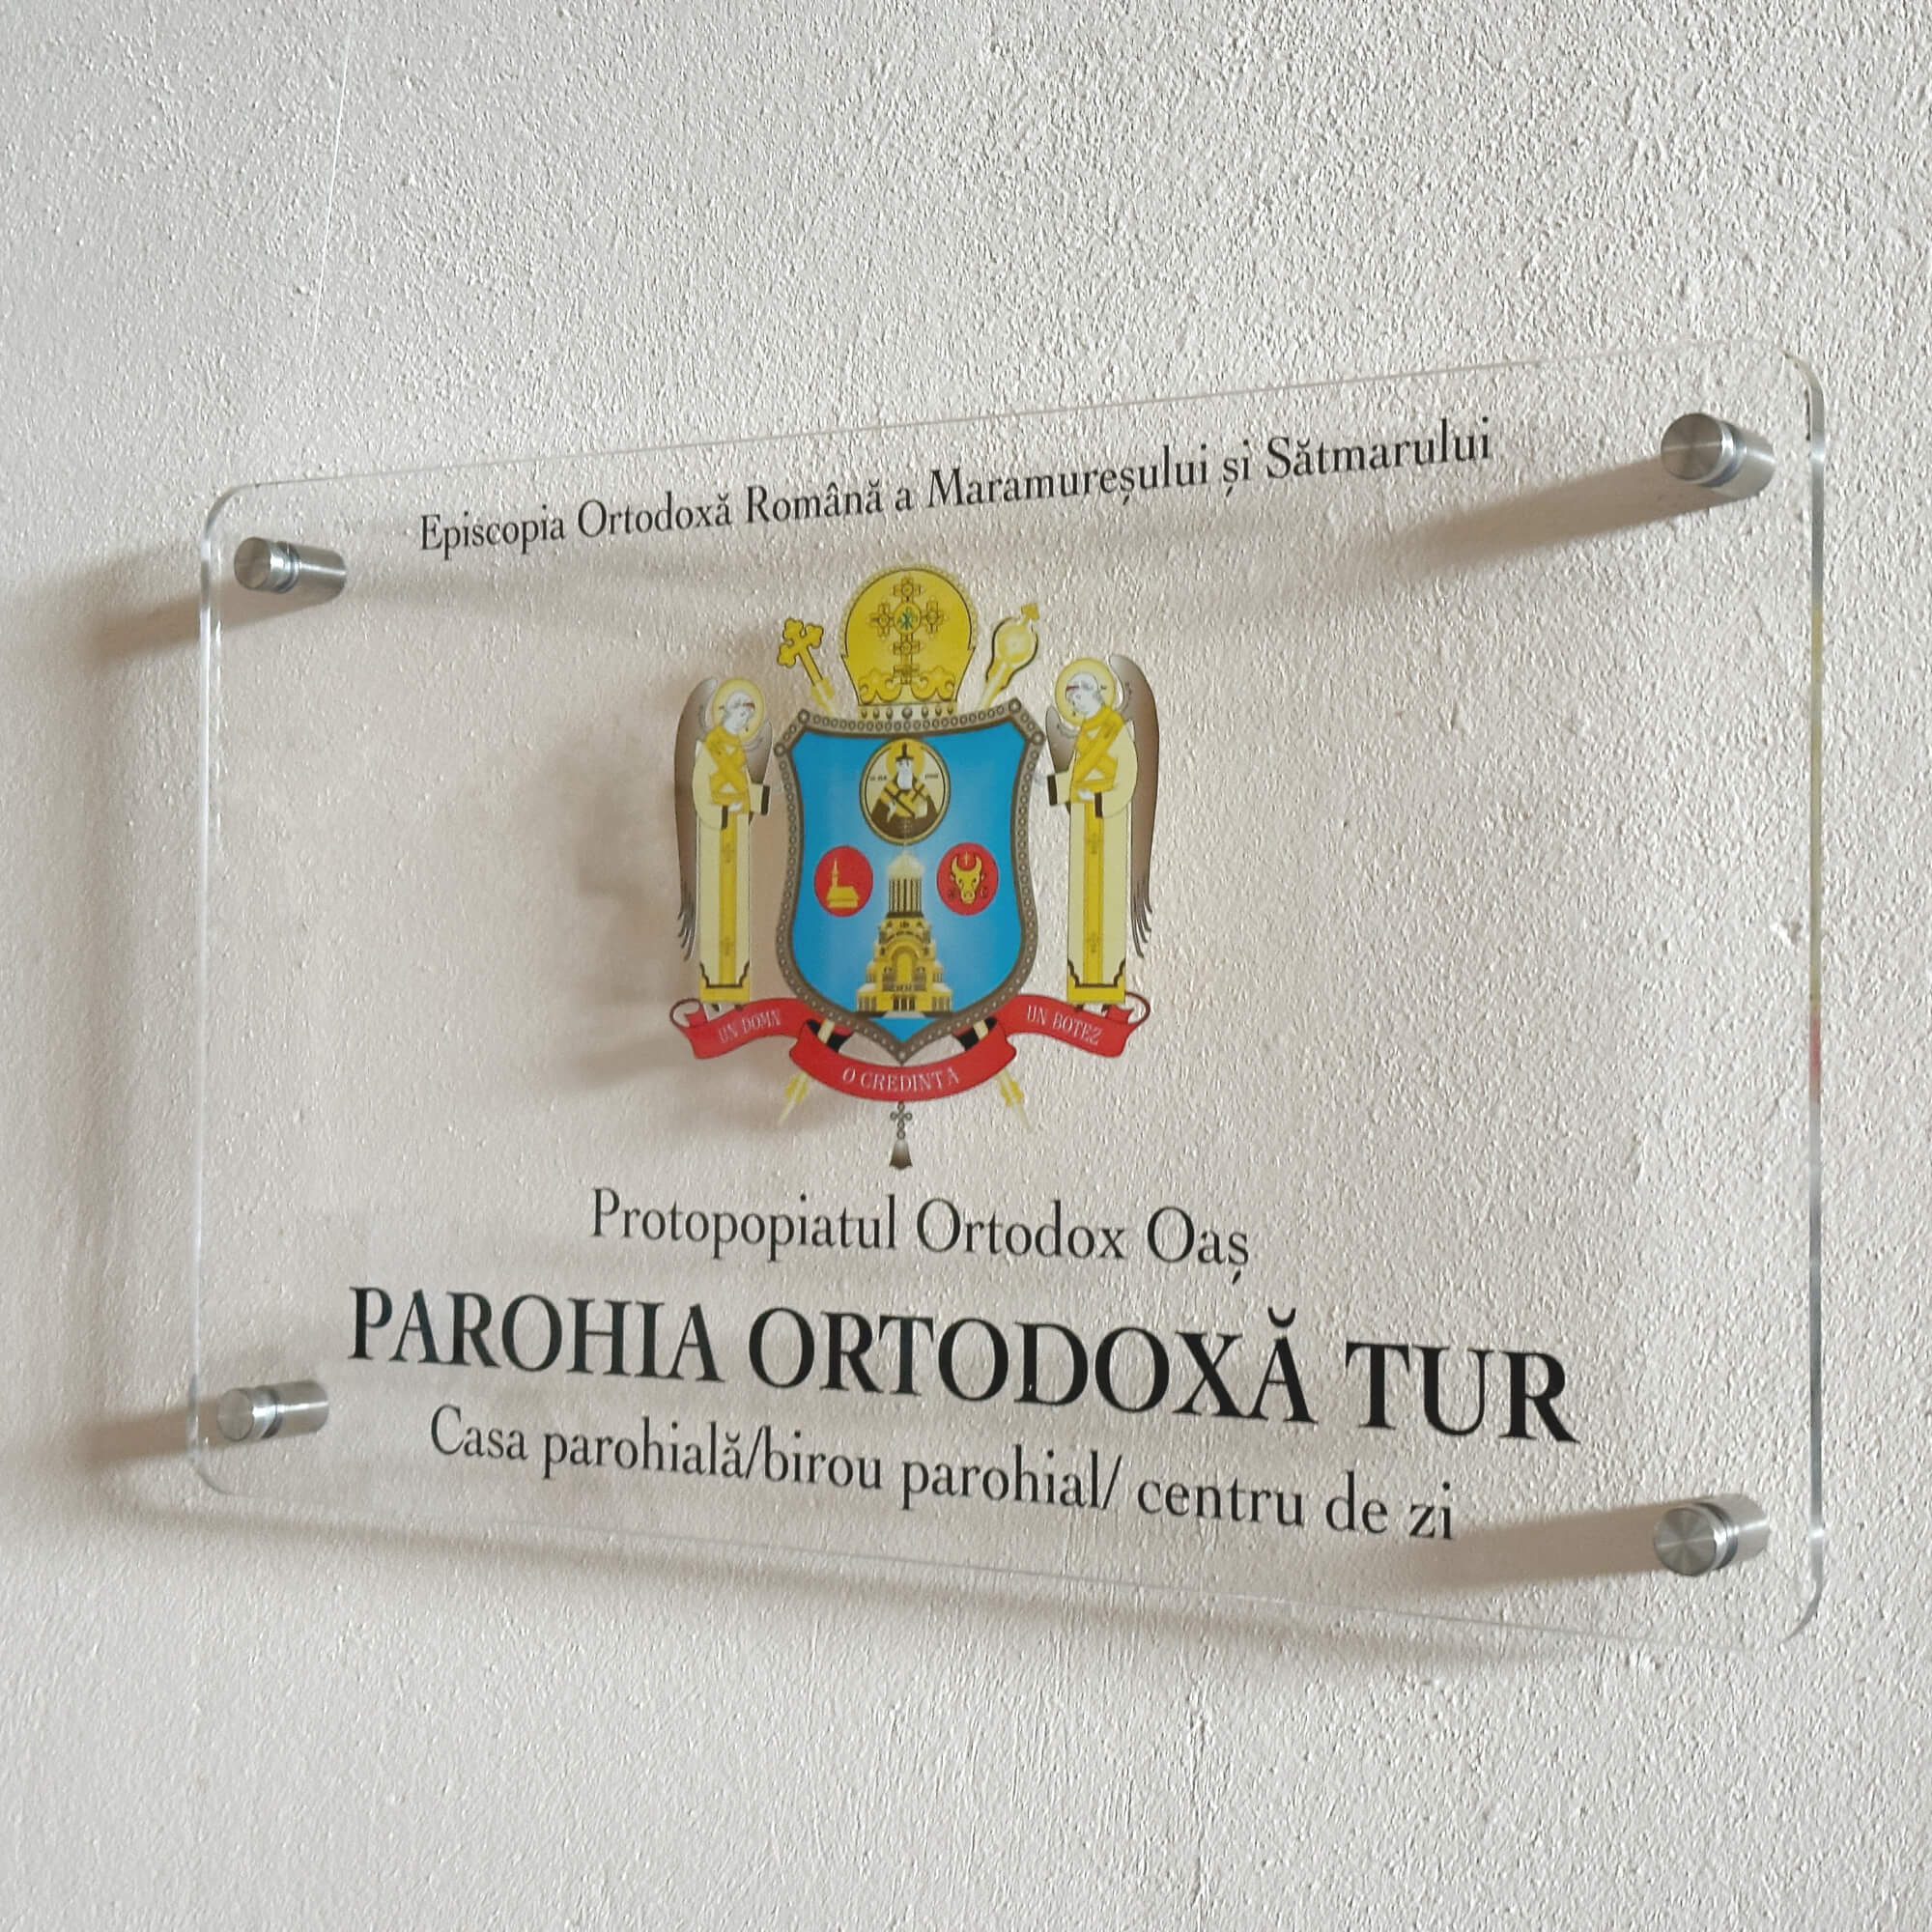 Episcopia Ortodoxă Română a Maramureșului și Sătmarului
UN DOMN
O CREDINTA
UN BOTEZ
Protopopiatul Ortodox Oaș
PAROHIA ORTODOXĂ TUR
Casa parohială/birou parohial/ centru de zi